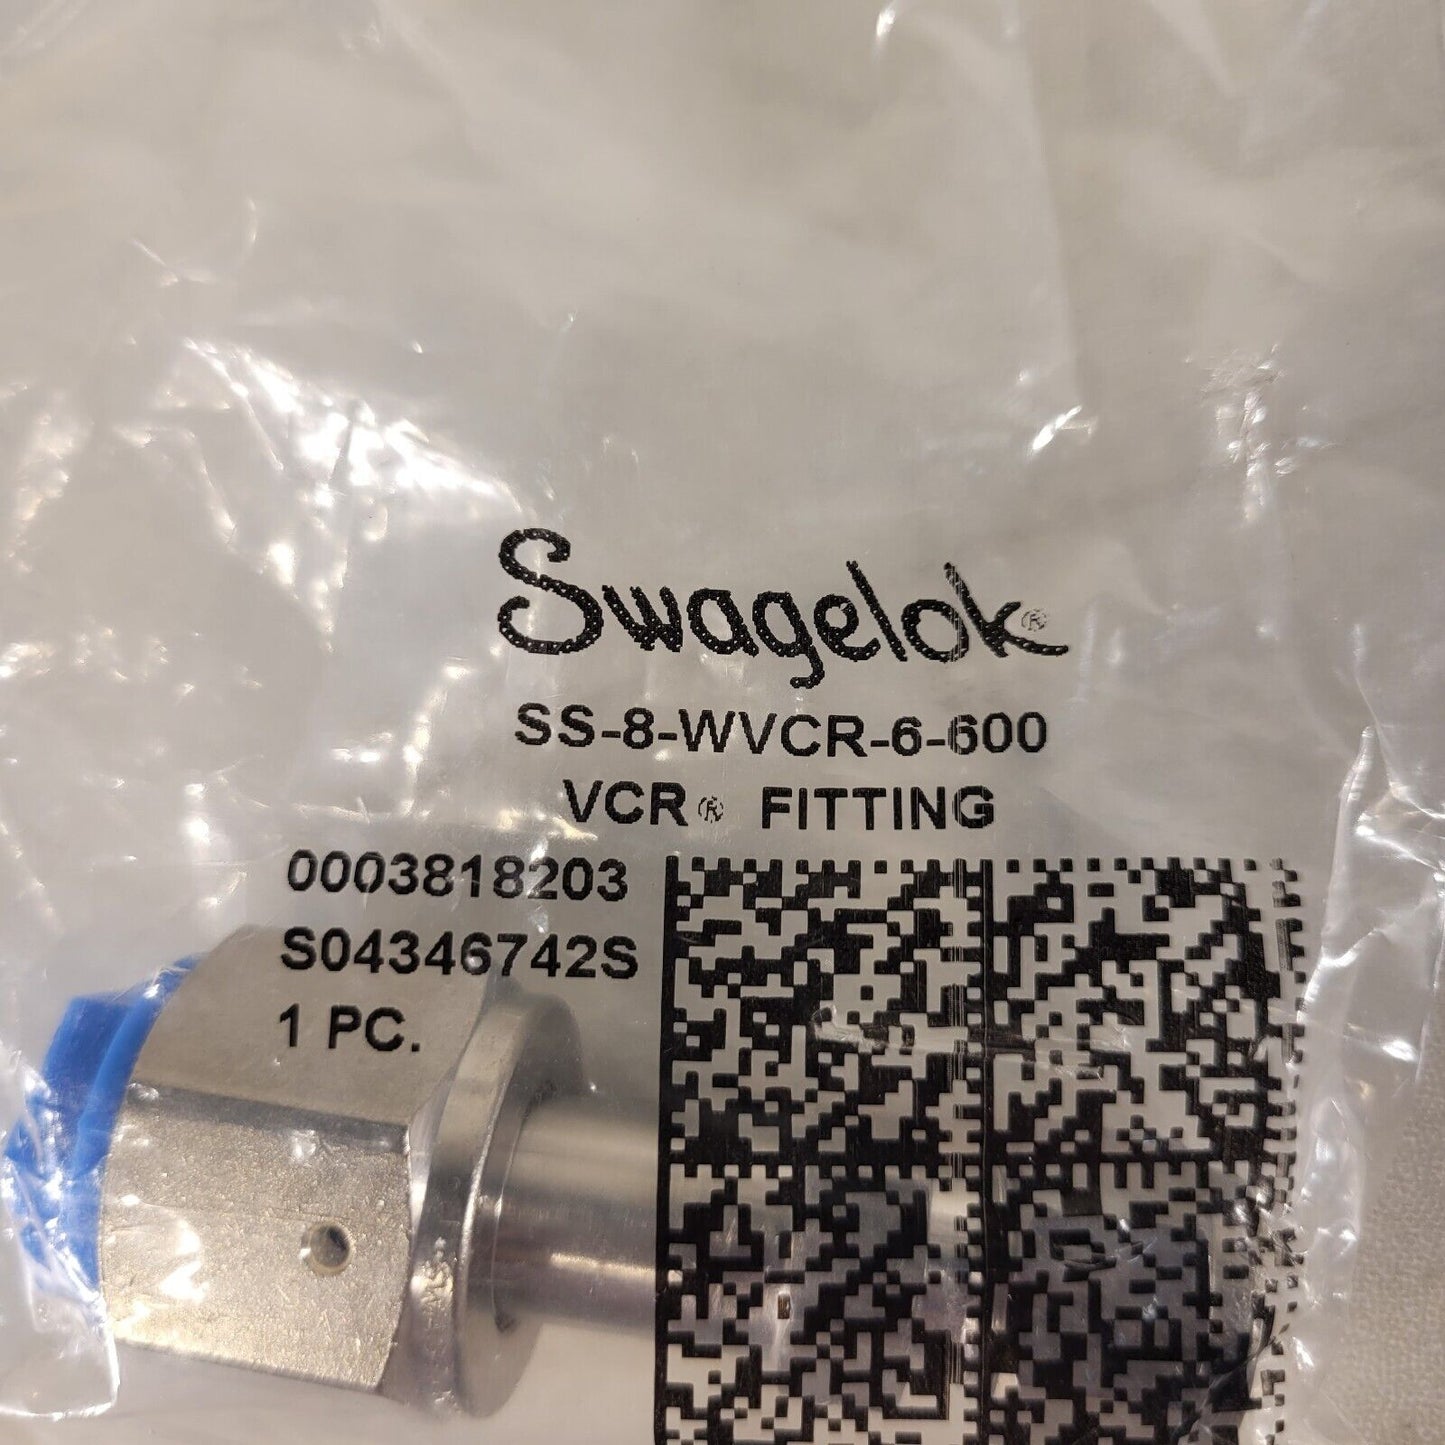 Swagelok®
SS-8-WVCR-6-600
VCR® FITTING
0003818203
S04346742S
1 PC.